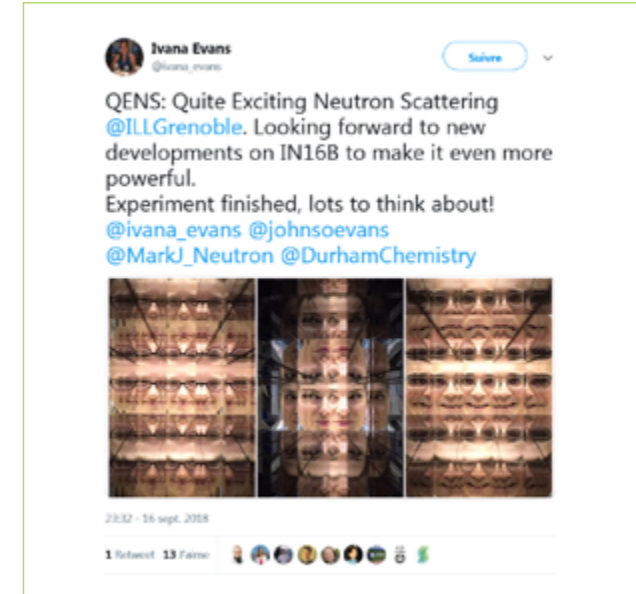 Ivana Evans
@ivana_evans
Suivre
QENS: Quite Exciting Neutron Scattering
@ILLGrenoble. Looking forward to new
developments on IN16B to make it even more
powerful.
Experiment finished, lots to think about!
@ivana_evans @johnsoevans
@MarkJ_Neutron @DurhamChemistry
23:32 - 16 sept. 2018
1 Retweet 13 J'aime